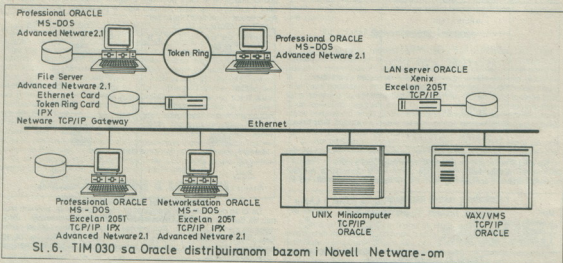 Professional ORACLE
MS-DOS
Advanced Netware 2.1
Token Ring
Professional ORACLE
MS-DOS
Advanced Netware 2.1
File Server
Advanced Netware 2.1
Ethernet Card
Token Ring Card
IPX
Netware TCP/IP Gateway
LAN server ORACLE
Xenix
Excelan 205T
TCP/IP
Ethernet
Professional ORACLE
MS - DOS
Excelan 205T
TCP/IP IPX
Advanced Netware 2.1
Networkstation ORACLE
MS - DOS
Excelan 205T
TCP/IP IPX
Advanced Netware 2.1
UNIX Minicomputer
TCP/IP
ORACLE
VAX/VMS
TCP/IP
ORACLE
Sl.6. TIM 030 sa Oracle distribuiranom bazom i Novell Netware-om